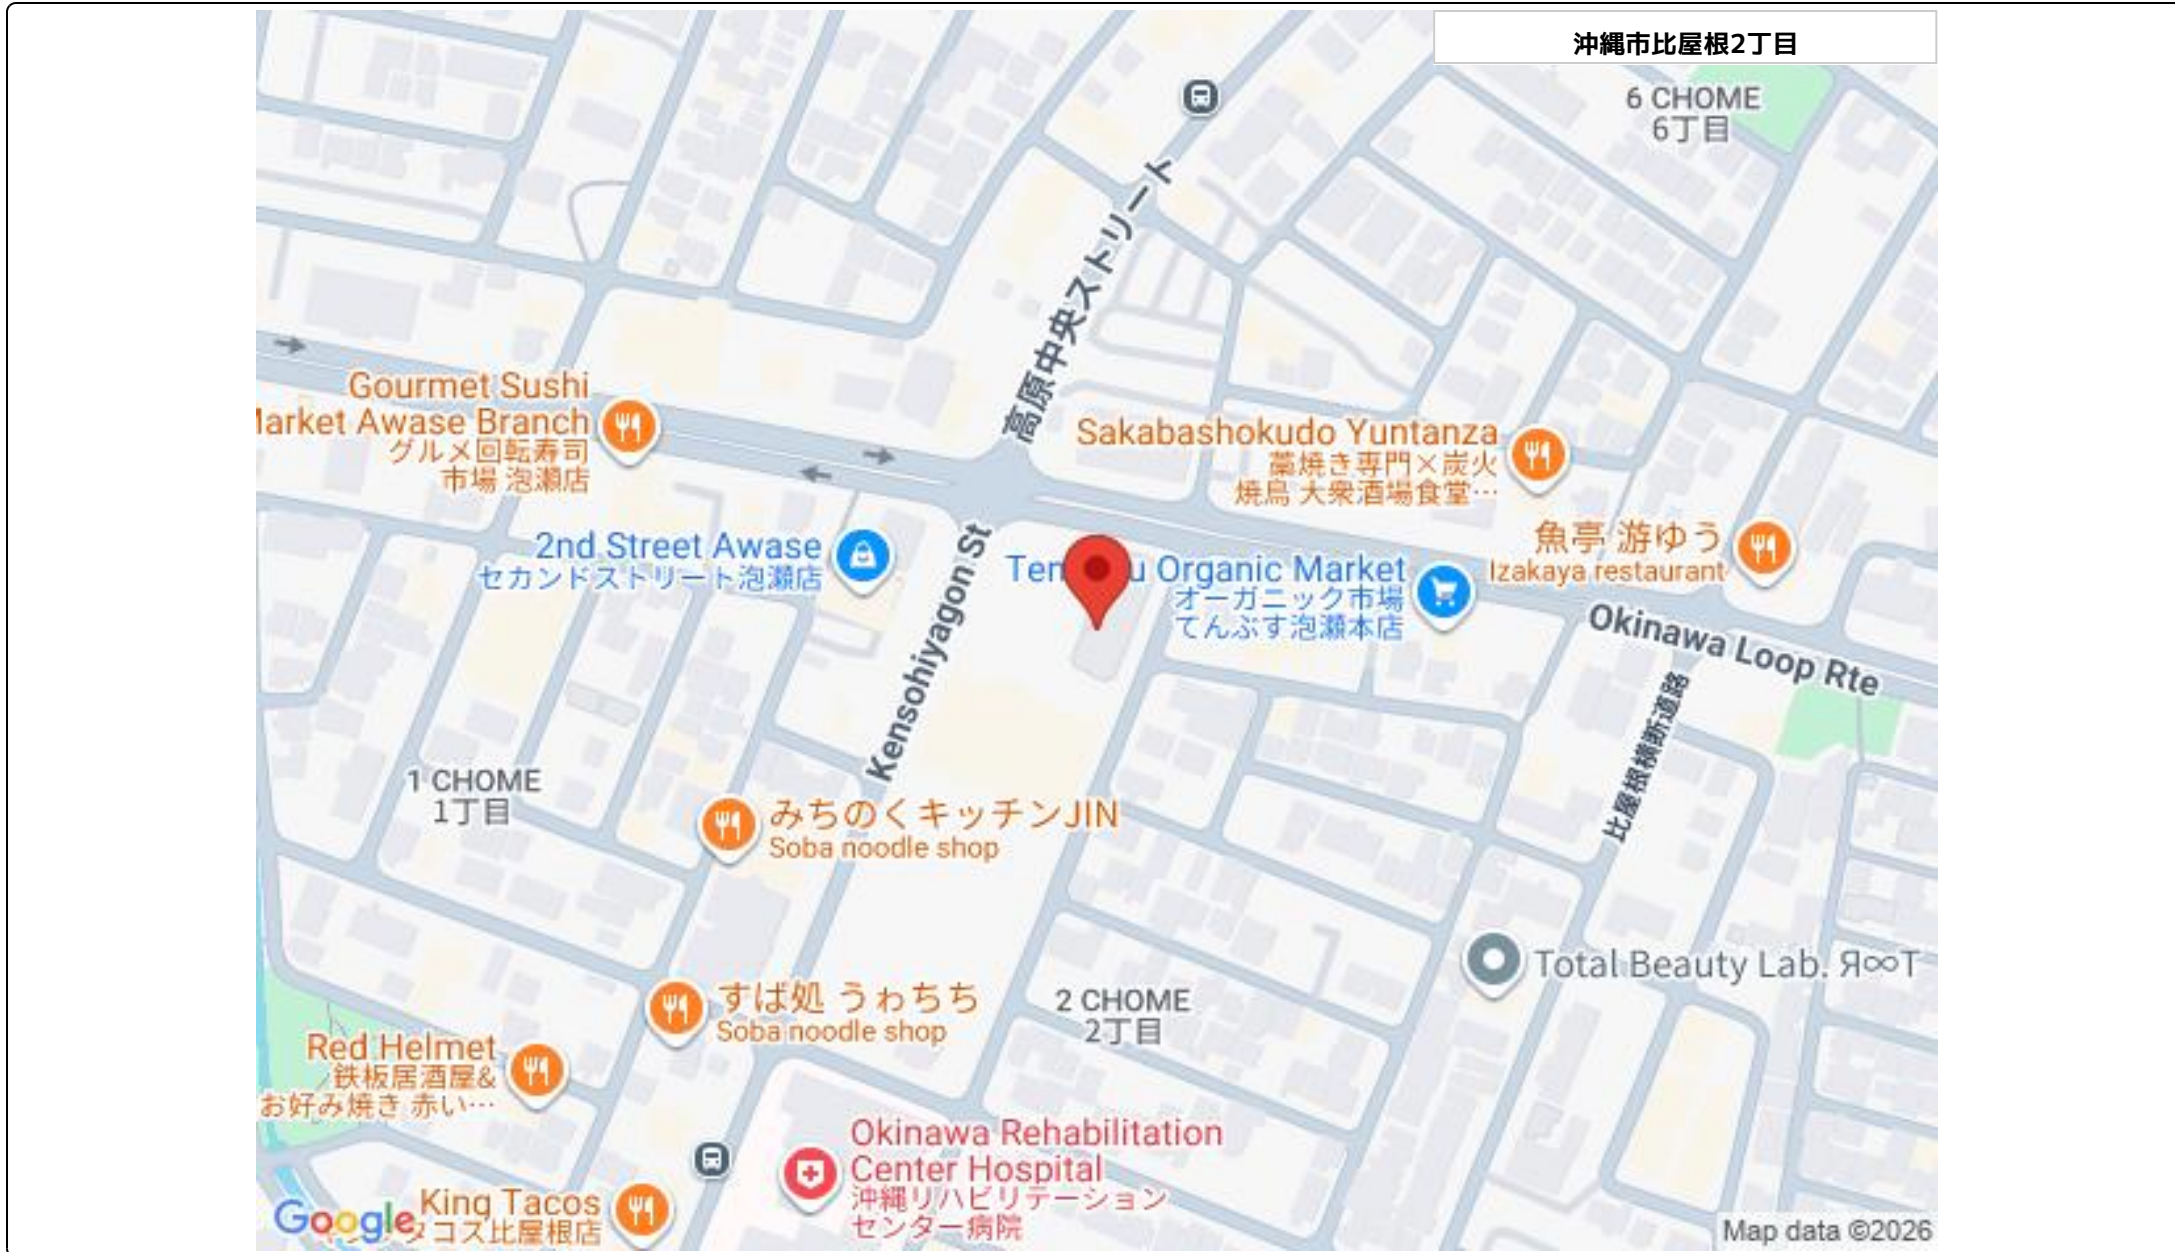 沖縄市比屋根2丁目
6 CHOME
6丁目
高原中央ストリート
Gourmet Sushi
Market Awase Branch
グルメ回転寿司
市場 泡瀬店
Sakabashokudo Yuntanza
藁焼き専門×炭火
焼鳥 大衆酒場食堂…
2nd Street Awase
セカンドストリート泡瀬店
魚亭 游ゆう
Izakaya restaurant
Organic Market
オーガニック市場
てんぶす泡瀬本店
Kensohiyagon St
Okinawa Loop Rte
比屋根横断道路
1 CHOME
1丁目
みちのくキッチンJIN
Soba noodle shop
Total Beauty Lab. ЯꝏT
すば処 うゎちち
Soba noodle shop
2 CHOME
2丁目
Red Helmet
鉄板居酒屋&
お好み焼き 赤い…
Okinawa Rehabilitation
Center Hospital
沖縄リハビリテーション
センター病院
King Tacos
タコス比屋根店
Google
Map data ©2026